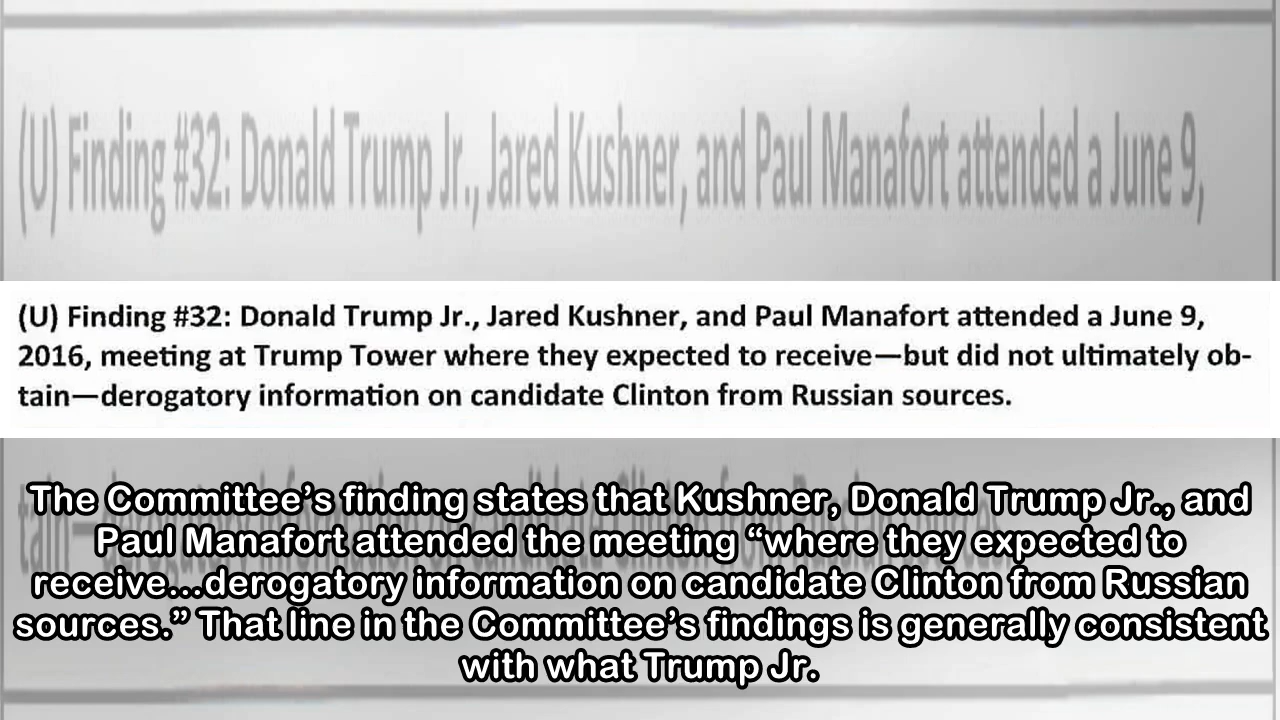 (U) Finding #32: Donald Trump Jr., Jared Kushner, and Paul Manafort attended a June 9,
(U) Finding #32: Donald Trump Jr., Jared Kushner, and Paul Manafort attended a June 9,
2016, meeting at Trump Tower where they expected to receive—but did not ultimately ob-
tain—derogatory information on candidate Clinton from Russian sources.
The Committee’s finding states that Kushner, Donald Trump Jr., and
Paul Manafort attended the meeting “where they expected to
receive...derogatory information on candidate Clinton from Russian
sources.” That line in the Committee’s findings is generally consistent
with what Trump Jr.